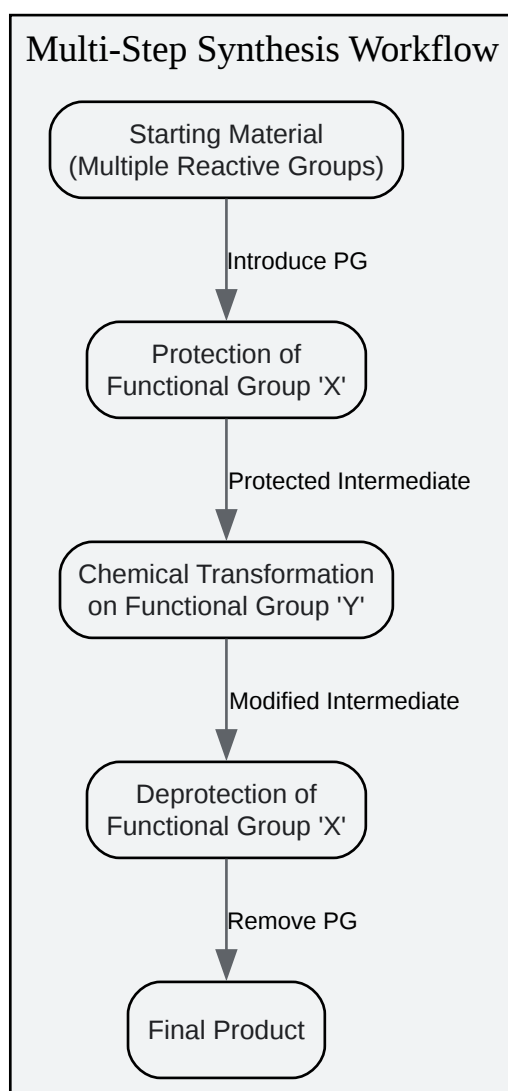 Multi-Step Synthesis Workflow
Starting Material
(Multiple Reactive Groups)
Introduce PG
Protection of
Functional Group 'X'
Protected Intermediate
Chemical Transformation
on Functional Group 'Y'
Modified Intermediate
Deprotection of
Functional Group 'X'
Remove PG
Final Product